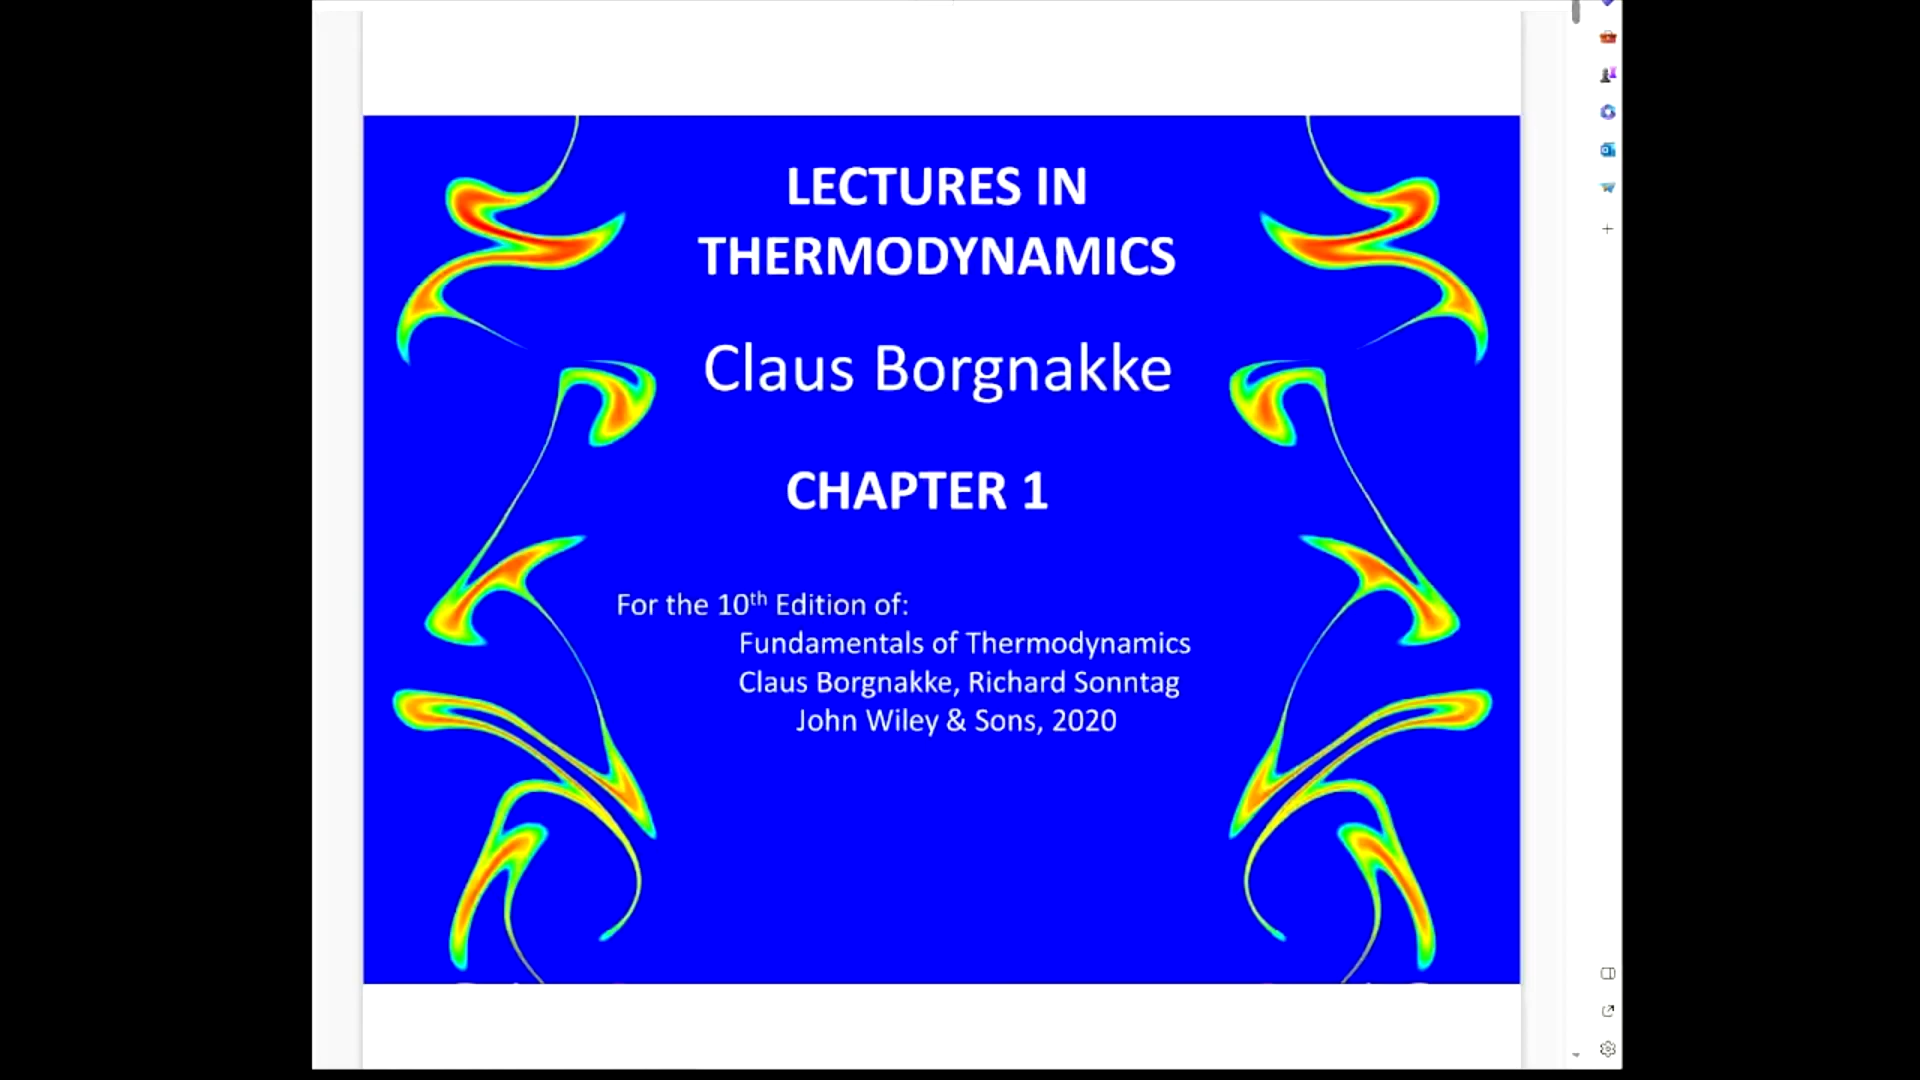 LECTURES IN
THERMODYNAMICS
Claus Borgnakke
CHAPTER 1
For the 10th Edition of:
Fundamentals of Thermodynamics
Claus Borgnakke, Richard Sonntag
John Wiley & Sons, 2020